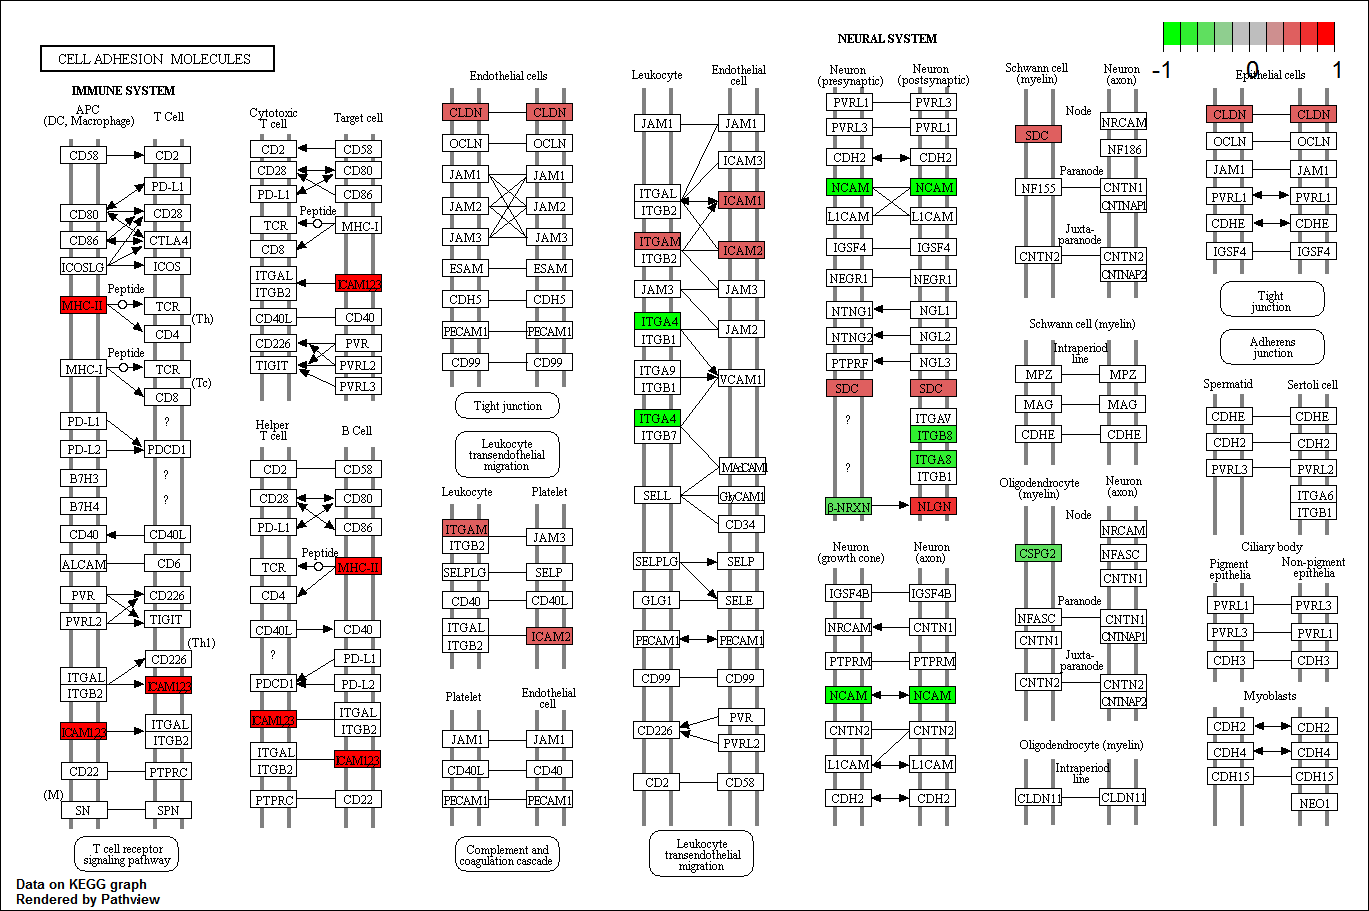 CELL ADHESION MOLECULES
IMMUNE SYSTEM
APC
(DC, Macrophage)
T Cell
CD58
CD2
PD-L1
CD80
CD28
CD86
CTLA4
ICOSLG
ICOS
MHC-II
Peptide
TCR
(Th)
CD4
MHC-I
Peptide
TCR
(Tc)
CD8
PD-L1
?
PD-L2
PDCD1
B7H3
?
B7H4
?
CD40
CD40L
ALCAM
CD6
PVR
CD226
PVRL2
TIGIT
(Th1)
CD226
ITGAL
ITGB2
ICAM123
ICAM123
ITGAL
ITGB2
CD22
PTPRC
(M)
SN
SPN
T cell receptor
signaling pathway
Cytotoxic
T cell
Target cell
CD2
CD58
CD28
CD80
PD-L1
CD86
Peptide
TCR
MHC-I
CD8
ITGAL
ITGB2
ICAM123
CD40L
CD40
CD226
PVR
TIGIT
PVRL2
PVRL3
Helper
T cell
B Cell
CD2
CD58
CD28
CD80
PD-L1
CD86
Peptide
TCR
MHC-II
CD4
CD40L
CD40
?
PD-L1
PDCD1
PD-L2
ICAM123
ITGAL
ITGB2
ITGAL
ITGB2
ICAM123
PTPRC
CD22
Endothelial cells
CLDN
CLDN
OCLN
OCLN
JAM1
JAM1
JAM2
JAM2
JAM3
JAM3
ESAM
ESAM
CDH5
CDH5
PECAM1
PECAM1
CD99
CD99
Tight junction
Leukocyte
transendothelial
migration
Leukocyte
Platelet
ITGAM
ITGB2
JAM3
SELPLG
SELP
CD40
CD40L
ITGAL
ITGB2
ICAM2
Platelet
Endothelial
cell
JAM1
JAM1
CD40L
CD40
PECAM1
PECAM1
Complement and
coagulation cascade
Leukocyte
Endothelial
cell
JAM1
JAM1
ICAM3
ITGAL
ITGB2
ICAM1
ITGAM
ITGB2
ICAM2
JAM3
JAM3
ITGA4
ITGB1
JAM2
ITGA9
ITGB1
VCAM1
ITGA4
ITGB7
MAdCAM1
SELL
GlyCAM1
CD34
SELPLG
SELP
GLG1
SELE
PECAM1
PECAM1
CD99
CD99
CD226
PVR
PVRL2
CD2
CD58
Leukocyte
transendothelial
migration
NEURAL SYSTEM
Neuron
(presynaptic)
Neuron
(postsynaptic)
PVRL1
PVRL3
PVRL3
PVRL1
CDH2
CDH2
NCAM
NCAM
L1CAM
L1CAM
IGSF4
IGSF4
NEGR1
NEGR1
NTNG1
NGL1
NTNG2
NGL2
PTPRF
NGL3
SDC
SDC
?
ITGAV
ITGB8
?
ITGA8
ITGB1
β-NRXN
NLGN
Neuron
(growth cone)
Neuron
(axon)
IGSF4B
IGSF4B
NRCAM
CNTN1
PTPRM
PTPRM
NCAM
NCAM
CNTN2
CNTN2
L1CAM
L1CAM
CDH2
CDH2
Schwann cell
(myelin)
Neuron
(axon)
Node
SDC
NRCAM
NF186
Paranode
NF155
CNTN1
CNTNAP1
Juxta-
paranode
CNTN2
CNTN2
CNTNAP2
Schwann cell (myelin)
Intraperiod
line
MPZ
MPZ
MAG
MAG
CDHE
CDHE
Oligodendrocyte
(myelin)
Neuron
(axon)
Node
NRCAM
CSPG2
NFASC
CNTN1
Paranode
NFASC
CNTN1
CNTN1
CNTNAP1
Juxta-
paranode
CNTN2
CNTN2
CNTNAP2
Oligodendrocyte (myelin)
Intraperiod
line
CLDN11
CLDN11
-1
0
1
Epithelial cells
CLDN
CLDN
OCLN
OCLN
JAM1
JAM1
PVRL1
PVRL1
CDHE
CDHE
IGSF4
IGSF4
Tight
junction
Adherens
junction
Spermatid
Sertoli cell
CDHE
CDHE
CDH2
CDH2
PVRL3
PVRL2
ITGA6
ITGB1
Ciliary body
Pigment
epithelia
Non-pigment
epithelia
PVRL1
PVRL3
PVRL3
PVRL1
CDH3
CDH3
Myoblasts
CDH2
CDH2
CDH4
CDH4
CDH15
CDH15
NEO1
Data on KEGG graph
Rendered by Pathview